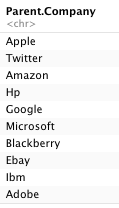 Parent.Company
<chr>
Apple
Twitter
Amazon
Hp
Google
Microsoft
Blackberry
Ebay
Ibm
Adobe